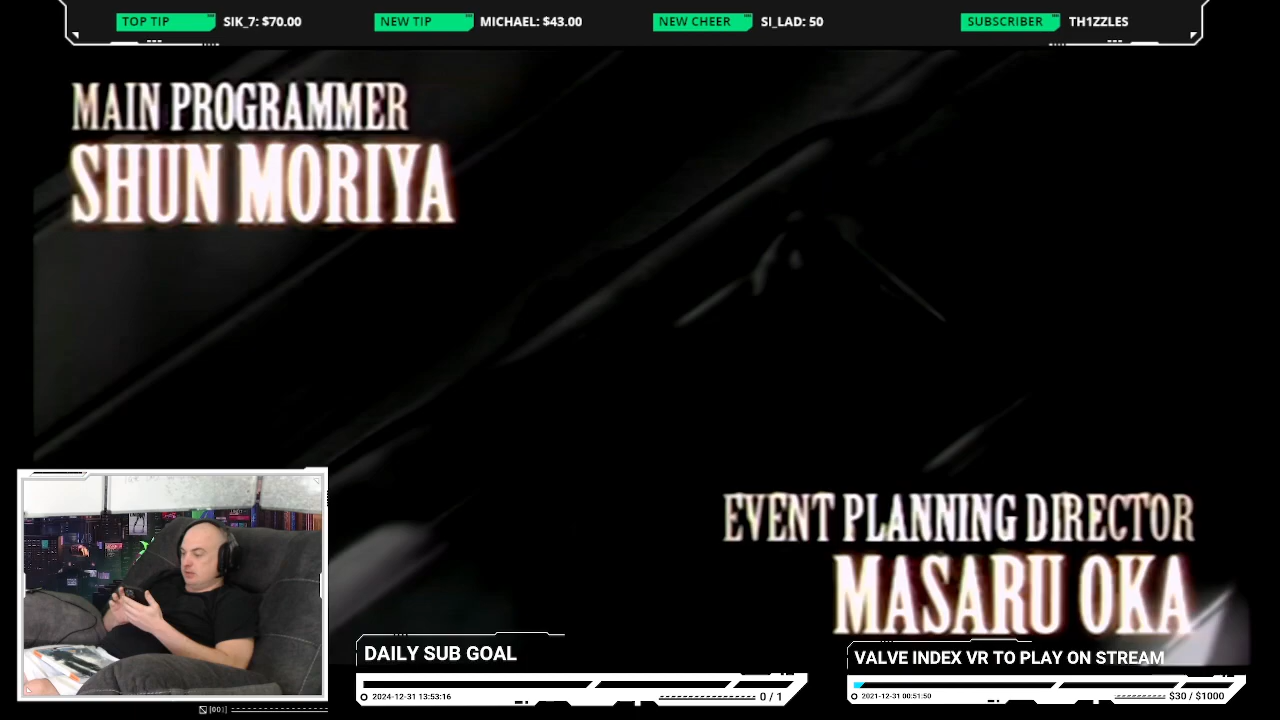 TOP TIP SIK_7: $70.00 NEW TIP MICHAEL: $43.00 NEW CHEER SI_LAD: 50 SUBSCRIBER TH1ZZLES
MAIN PROGRAMMER
SHUN MORIYA
EVENT PLANNING DIRECTOR
MASARU OKA
DAILY SUB GOAL
2024-12-31 13:53:16 0 / 1
VALVE INDEX VR TO PLAY ON STREAM
2021-12-31 00:51:50 $30 / $1000
[00]